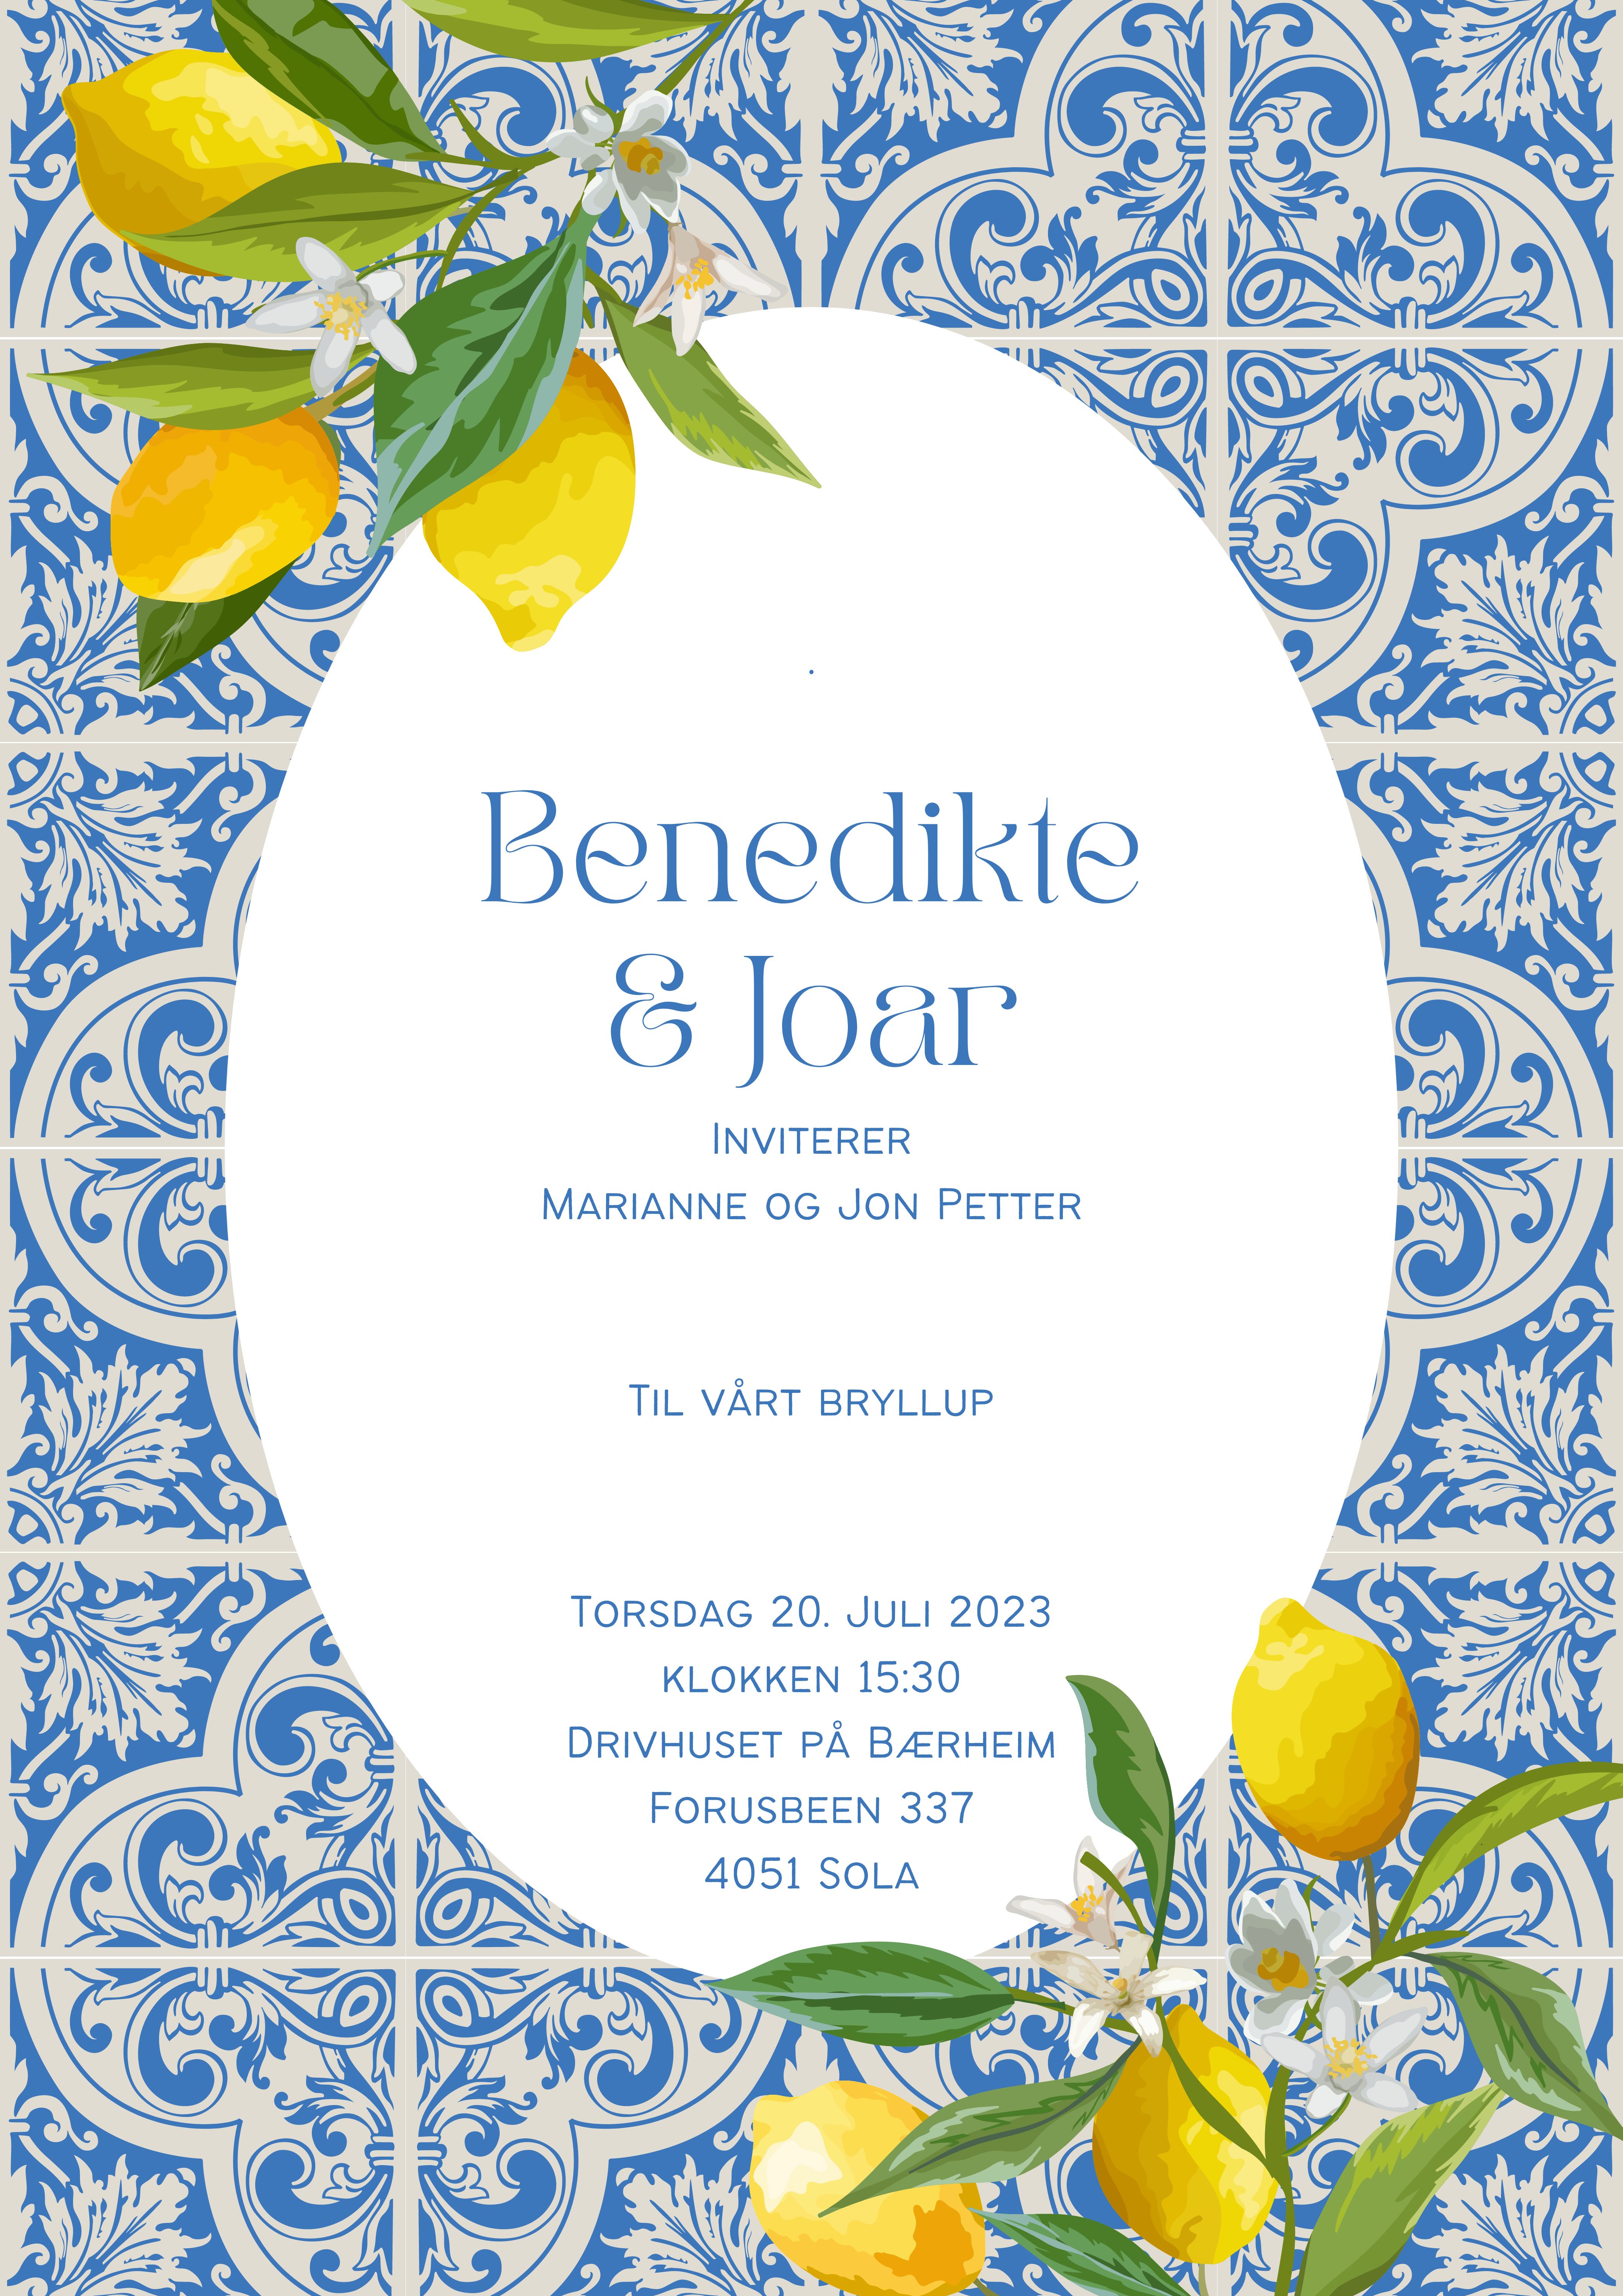 Benedikte
& Joar
Inviterer
Marianne og Jon Petter
Til vårt bryllup
Torsdag 20. Juli 2023
klokken 15:30
Drivhuset på Bærheim
Forusbeen 337
4051 Sola